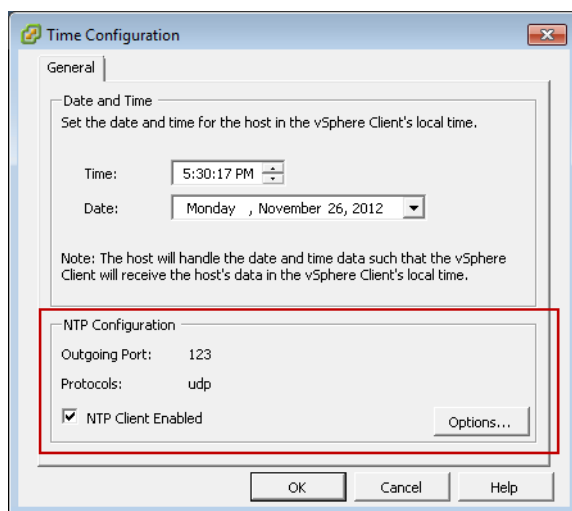 Time Configuration
General
Date and Time
Set the date and time for the host in the vSphere Client's local time.
Time: 5:30:17 PM
Date: Monday , November 26, 2012
Note: The host will handle the date and time data such that the vSphere
Client will receive the host's data in the vSphere Client's local time.
NTP Configuration
Outgoing Port: 123
Protocols: udp
NTP Client Enabled
Options...
OK Cancel Help